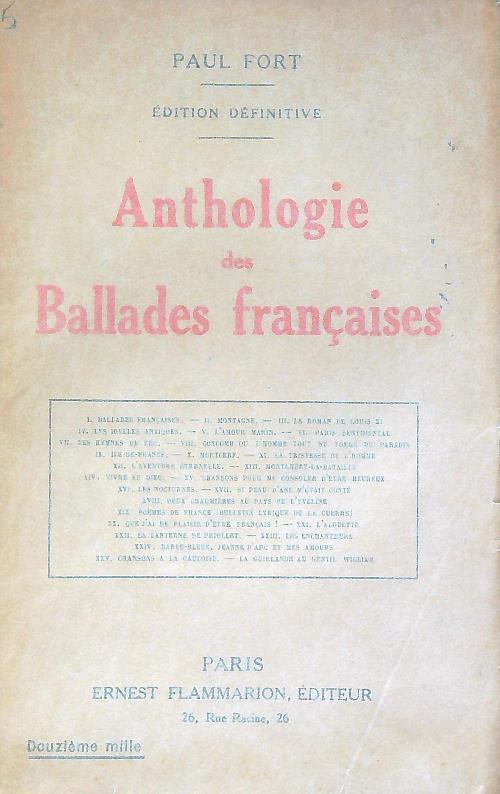 5
PAUL FORT
ÉDITION DÉFINITIVE
Anthologie
des
Ballades françaises
I. BALLADES FRANÇAISES. — II. MONTAGNE. — III. LE ROMAN DE LOUIS XI
IV. LES IDYLLES ANTIQUES. — V. L'AMOUR MARIN. — VI. PARIS SENTIMENTAL
VII. LES HYMNES DE FEU. — VIII. COXCOMB OU L'HOMME TOUT NU TOMBÉ DU PARADIS
IX. ILE-DE-FRANCE. — X. MORTCERF. — XI. LA TRISTESSE DE L'HOMME
XII. L'AVENTURE ÉTERNELLE. — XIII. MONTLHÉRY-LA-BATAILLE
XIV. VIVRE EN DIEU. — XV. CHANSONS POUR ME CONSOLER D'ÊTRE HEUREUX
XVI. LES NOCTURNES. — XVII. SI PEAU D'ANE M'ÉTAIT CONTÉ
XVIII. DEUX CHAUMIÈRES AU PAYS DE L'YVELINE
XIX. POÈMES DE FRANCE (BULLETIN LYRIQUE DE LA GUERRE)
XX. QUE J'AI DE PLAISIR D'ÊTRE FRANÇAIS ! — XXI. L'ALOUETTE
XXII. LA LANTERNE DE PRIOLLET. — XXIII. LES ENCHANTEURS
XXIV. BARBE-BLEUE, JEANNE D'ARC ET MES AMOURS
XXV. CHANSONS A LA GAULOISE. — LA GUIRLANDE AU GENTIL WILLIAM
PARIS
ERNEST FLAMMARION, ÉDITEUR
26, Rue Racine, 26
Douzième mille